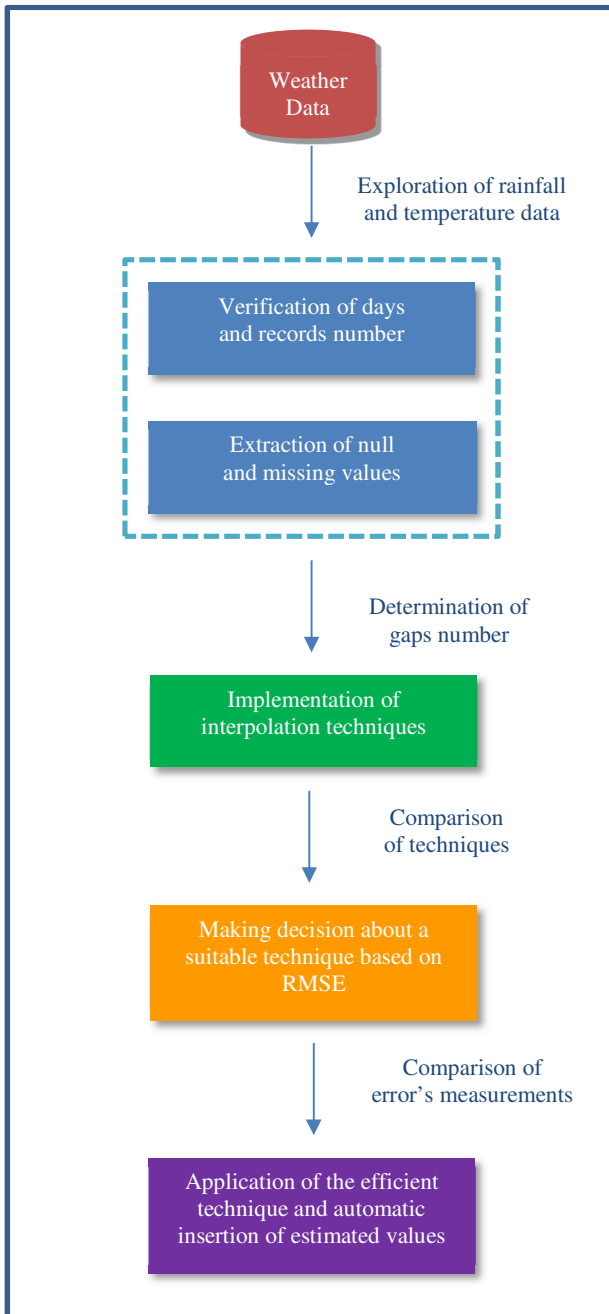 Weather
Data
Exploration of rainfall
and temperature data
Verification of days
and records number
Extraction of null
and missing values
Determination of
gaps number
Implementation of
interpolation techniques
Comparison
of techniques
Making decision about a
suitable technique based on
RMSE
Comparison of
error's measurements
Application of the efficient
technique and automatic
insertion of estimated values